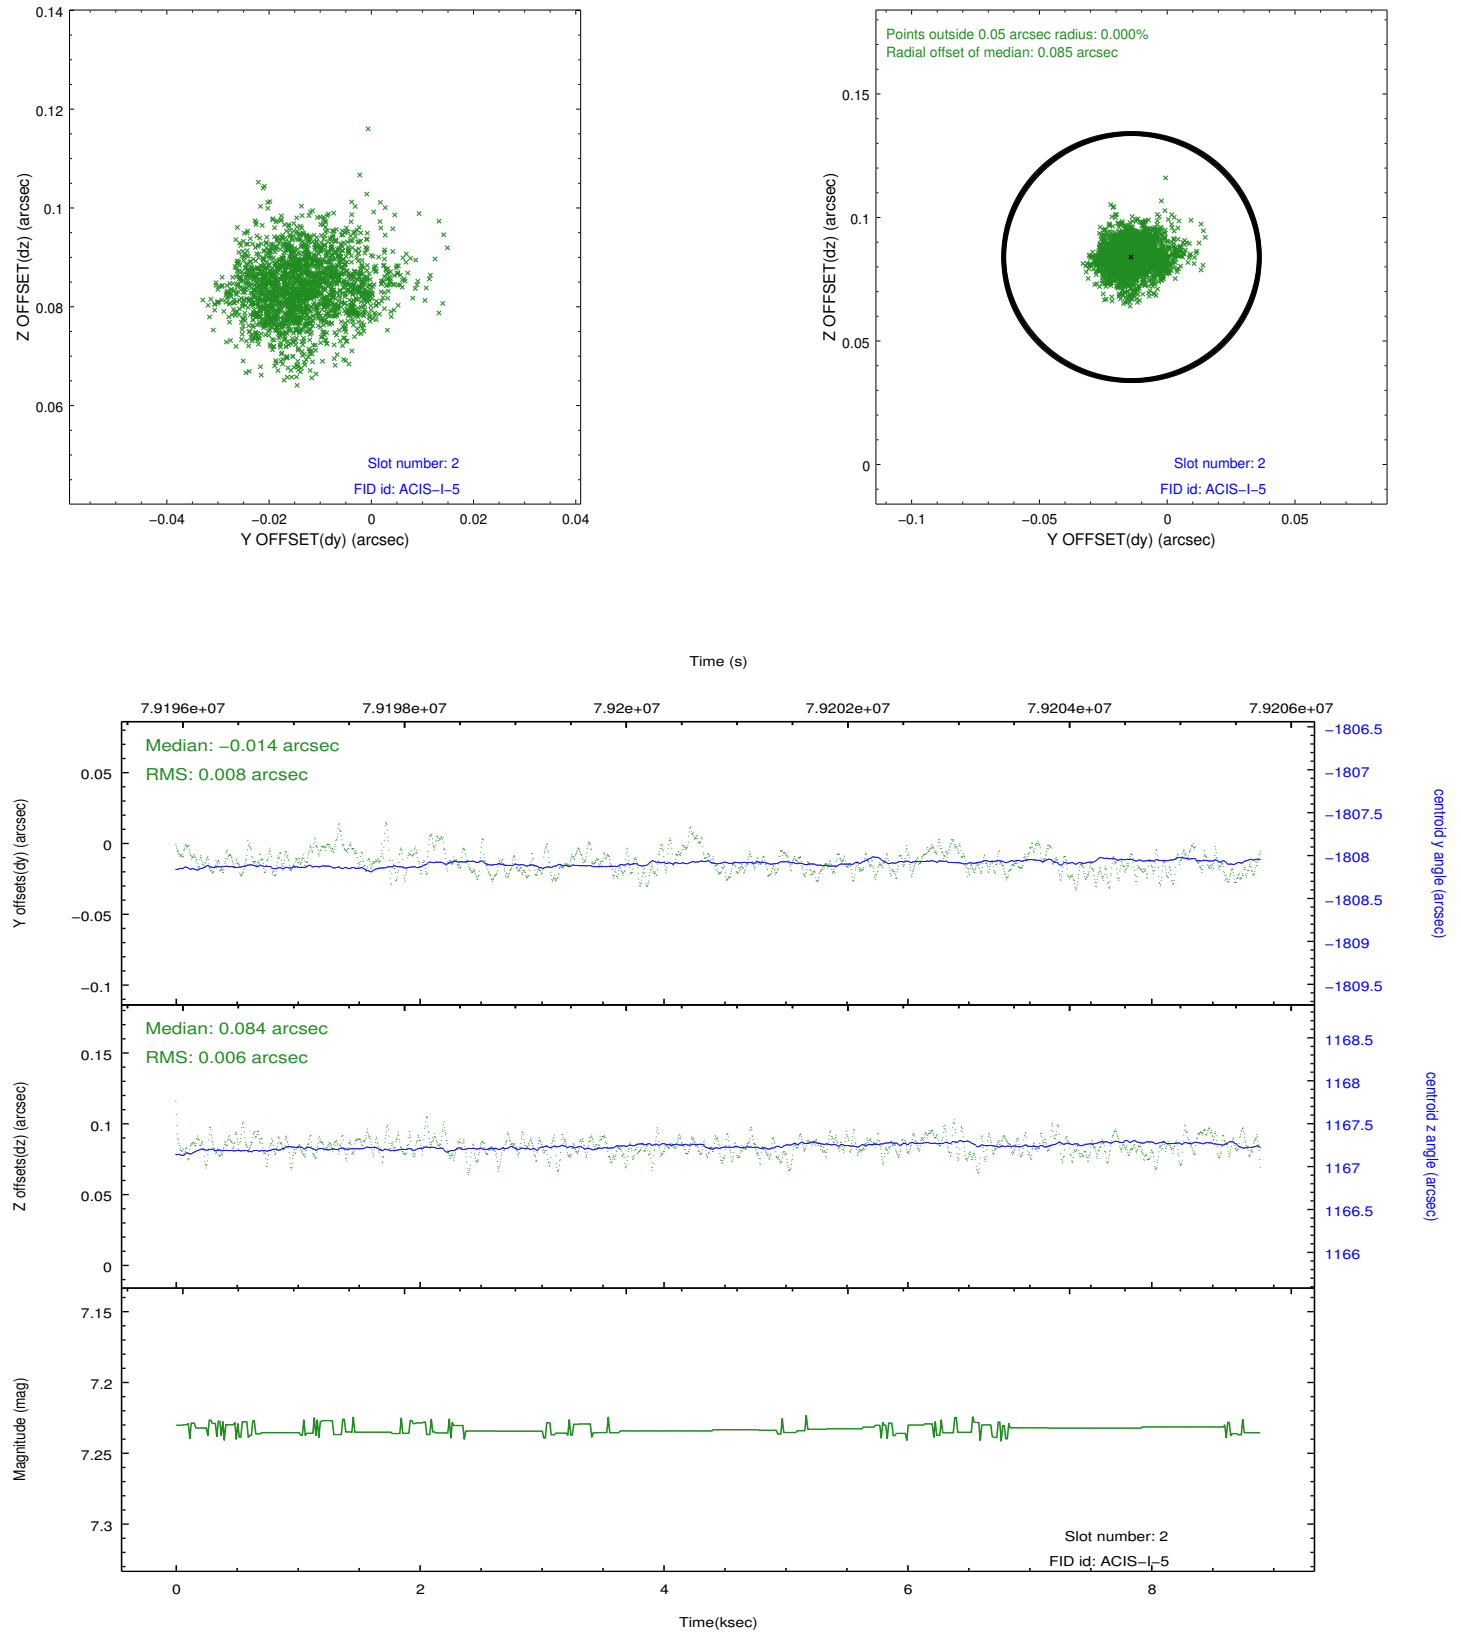 0.14
0.12
0.1
0.08
0.06
Z OFFSET(dz) (arcsec)
Slot number: 2
FID id: ACIS−I−5
−0.04
−0.02
0
0.02
0.04
Y OFFSET(dy) (arcsec)
Points outside 0.05 arcsec radius: 0.000%
Radial offset of median: 0.085 arcsec
0.15
0.1
0.05
0
Z OFFSET(dz) (arcsec)
Slot number: 2
FID id: ACIS−I−5
−0.1
−0.05
0
0.05
Y OFFSET(dy) (arcsec)
Time (s)
7.9196e+07
7.9198e+07
7.92e+07
7.9202e+07
7.9204e+07
7.9206e+07
Median: −0.014 arcsec
RMS: 0.008 arcsec
0.05
0
−0.05
−0.1
Y offsets(dy) (arcsec)
−1806.5
−1807
−1807.5
−1808
−1808.5
−1809
−1809.5
centroid y angle (arcsec)
Median: 0.084 arcsec
RMS: 0.006 arcsec
0.15
0.1
0.05
0
Z offsets(dz) (arcsec)
1168.5
1168
1167.5
1167
1166.5
1166
centroid z angle (arcsec)
7.15
7.2
7.25
7.3
Magnitude (mag)
Slot number: 2
FID id: ACIS−I−5
0
2
4
6
8
Time(ksec)